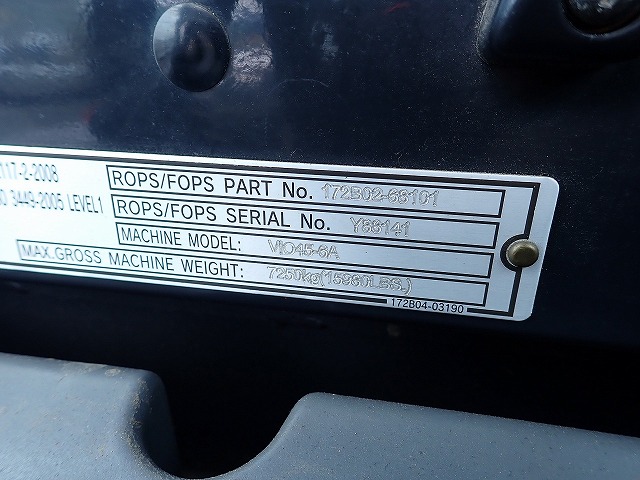 117-2-2008
3449-2005 LEVEL1
ROPS/FOPS PART No. 172B02-68101
ROPS/FOPS SERIAL No. Y88141
MACHINE MODEL: ViO45-6A
MAX.GROSS MACHINE WEIGHT: 7250kg(15980LBS.)
172B04-03190